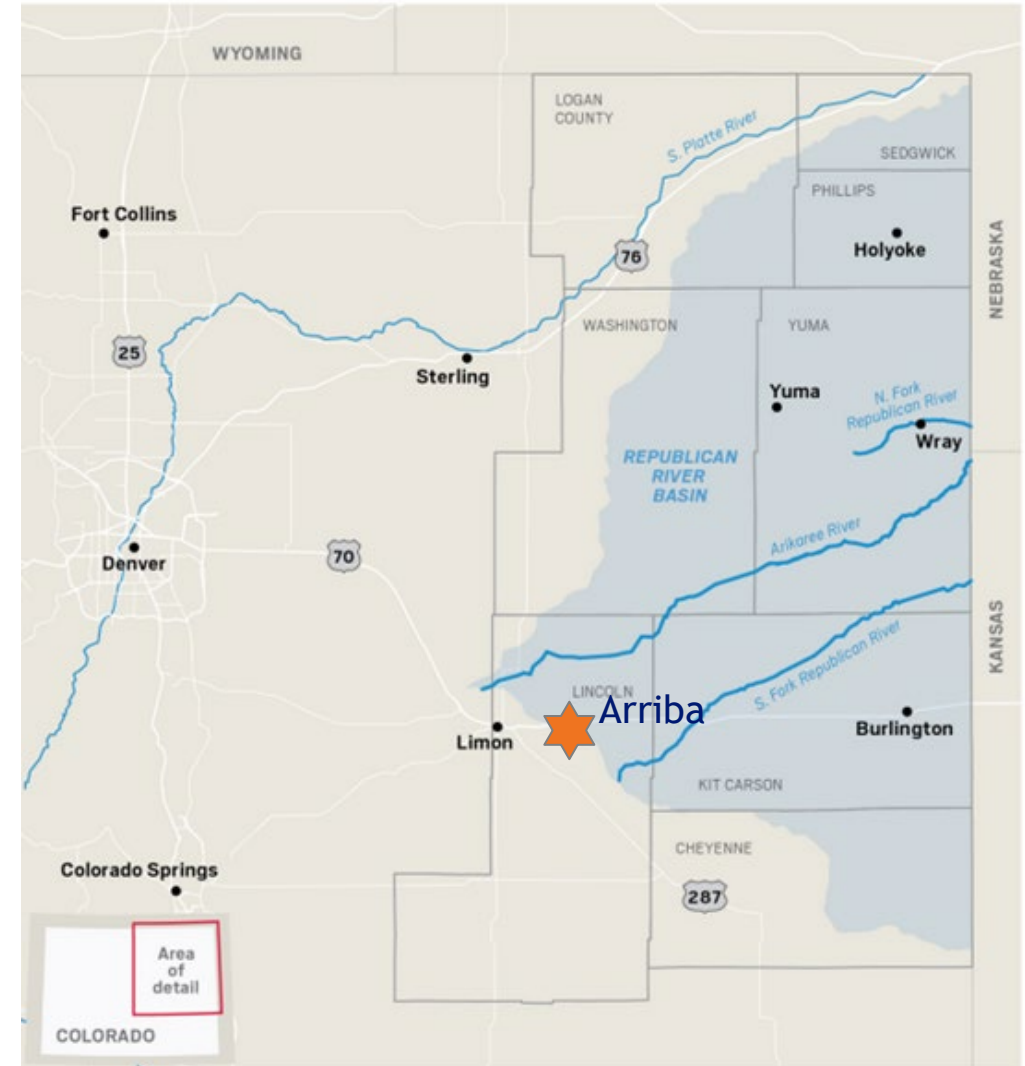 WYOMING
LOGAN
COUNTY
S. Platte River
SEDGWICK
PHILLIPS
Fort Collins
Holyoke
76
NEBRASKA
WASHINGTON
YUMA
25
Sterling
Yuma
N. Fork
Republican River
Wray
REPUBLICAN
RIVER
BASIN
Arikaree River
70
Denver
KANSAS
S. Fork Republican River
LINCOLN
Arriba
Limon
Burlington
KIT CARSON
CHEYENNE
Colorado Springs
287
Area
of
detail
COLORADO